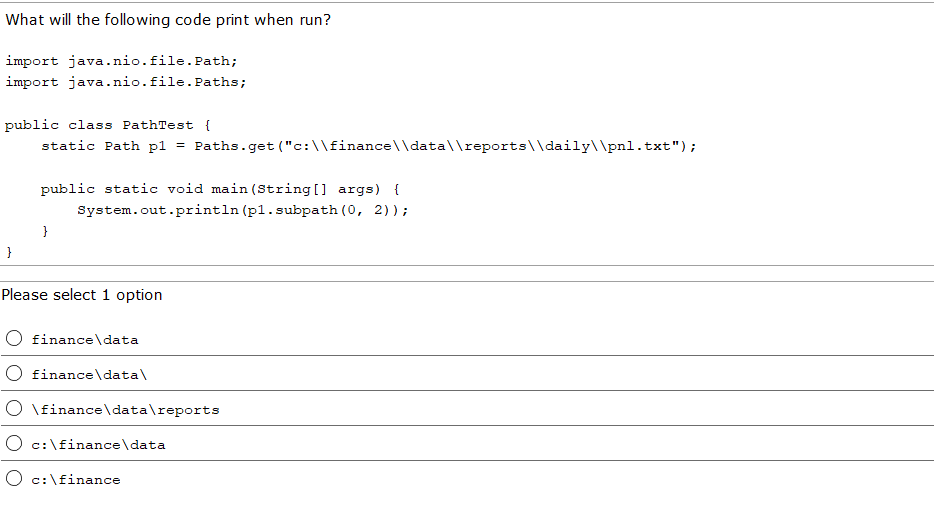 What will the following code print when run?
import java.nio.file.Path;
import java.nio.file.Paths;
public class PathTest {
static Path p1 = Paths.get("c:\\finance\\data\\reports\\daily\\pnl.txt");
public static void main(String[] args) {
System.out.println(p1.subpath(0, 2));
}
}
Please select 1 option
finance\data
finance\data\
\finance\data\reports
c:\finance\data
c:\finance